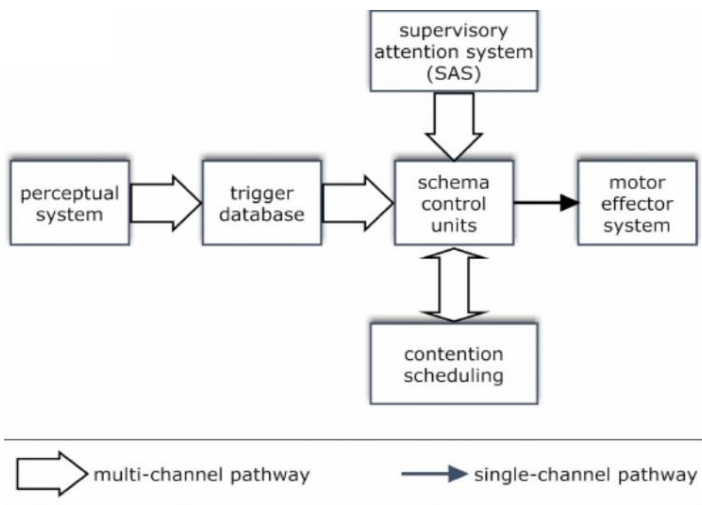 supervisory
attention system
(SAS)
perceptual
system
trigger
database
schema
control
units
motor
effector
system
contention
scheduling
multi-channel pathway
single-channel pathway